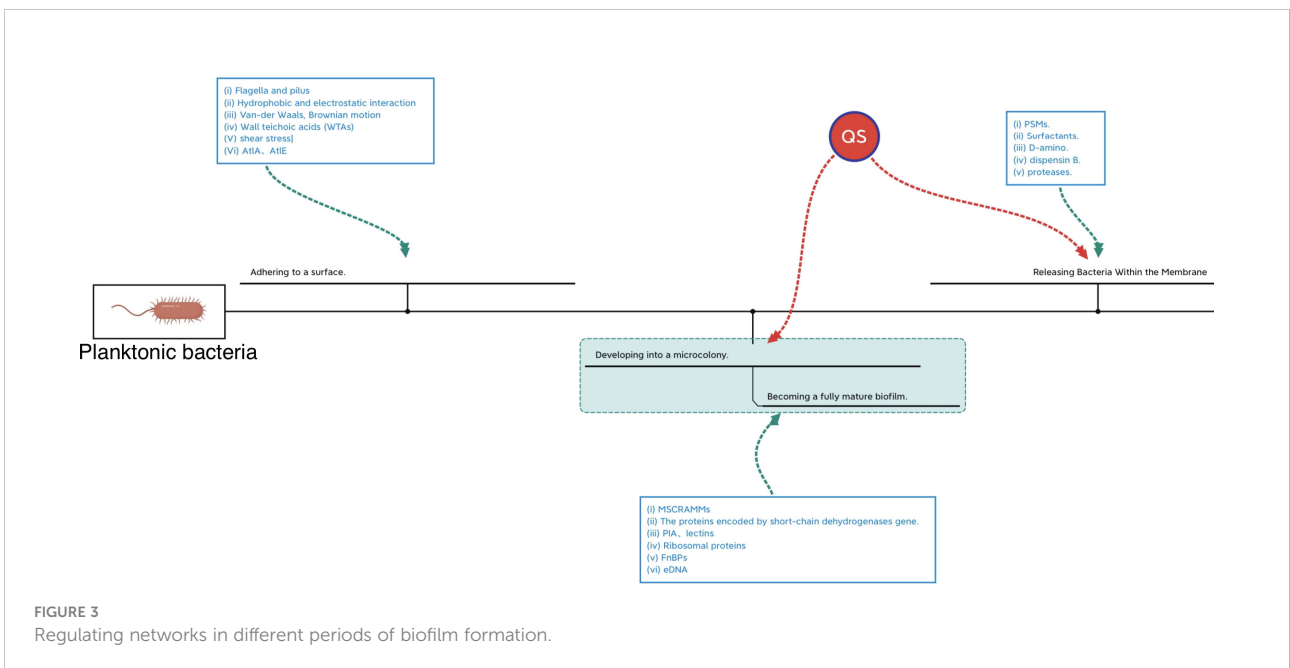 (i) Flagella and pilus
(ii) Hydrophobic and electrostatic interaction
(iii) Van-der Waals, Brownian motion
(iv) Wall teichoic acids (WTAs)
(V) shear stress|
(Vi) AtlA、AtlE
QS
(i) PSMs.
(ii) Surfactants.
(iii) D-amino.
(iv) dispensin B.
(v) proteases.
Adhering to a surface.
Releasing Bacteria Within the Membrane
Planktonic bacteria
Developing into a microcolony.
Becoming a fully mature biofilm.
(i) MSCRAMMs
(ii) The proteins encoded by short-chain dehydrogenases gene.
(iii) PIA、lectins
(iv) Ribosomal proteins
(v) FnBPs
(vi) eDNA
FIGURE 3
Regulating networks in different periods of biofilm formation.